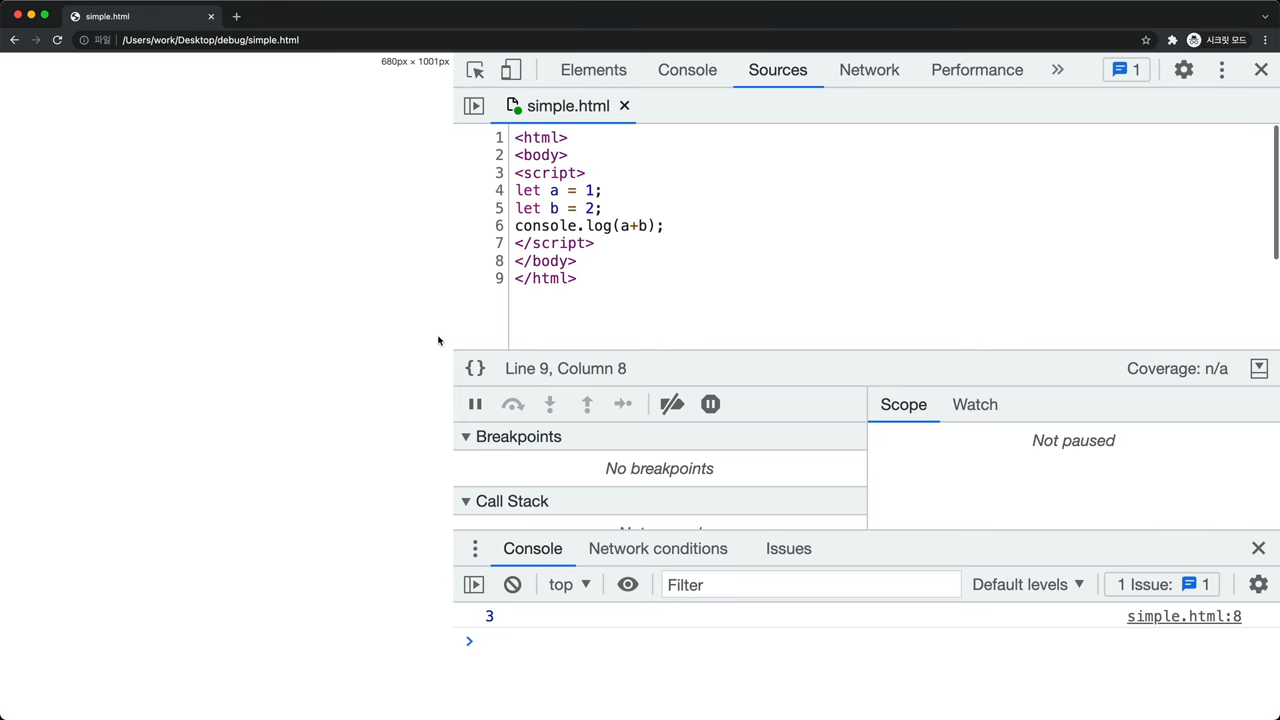 simple.html
파일 /Users/work/Desktop/debug/simple.html 시크릿 모드
680px × 1001px
Elements Console Sources Network Performance 1
simple.html
1 <html>
2 <body>
3 <script>
4 let a = 1;
5 let b = 2;
6 console.log(a+b);
7 </script>
8 </body>
9 </html>
{} Line 9, Column 8 Coverage: n/a
Scope Watch
Breakpoints
Not paused
No breakpoints
Call Stack
Console Network conditions Issues
top Filter Default levels 1 Issue: 1
3 simple.html:8